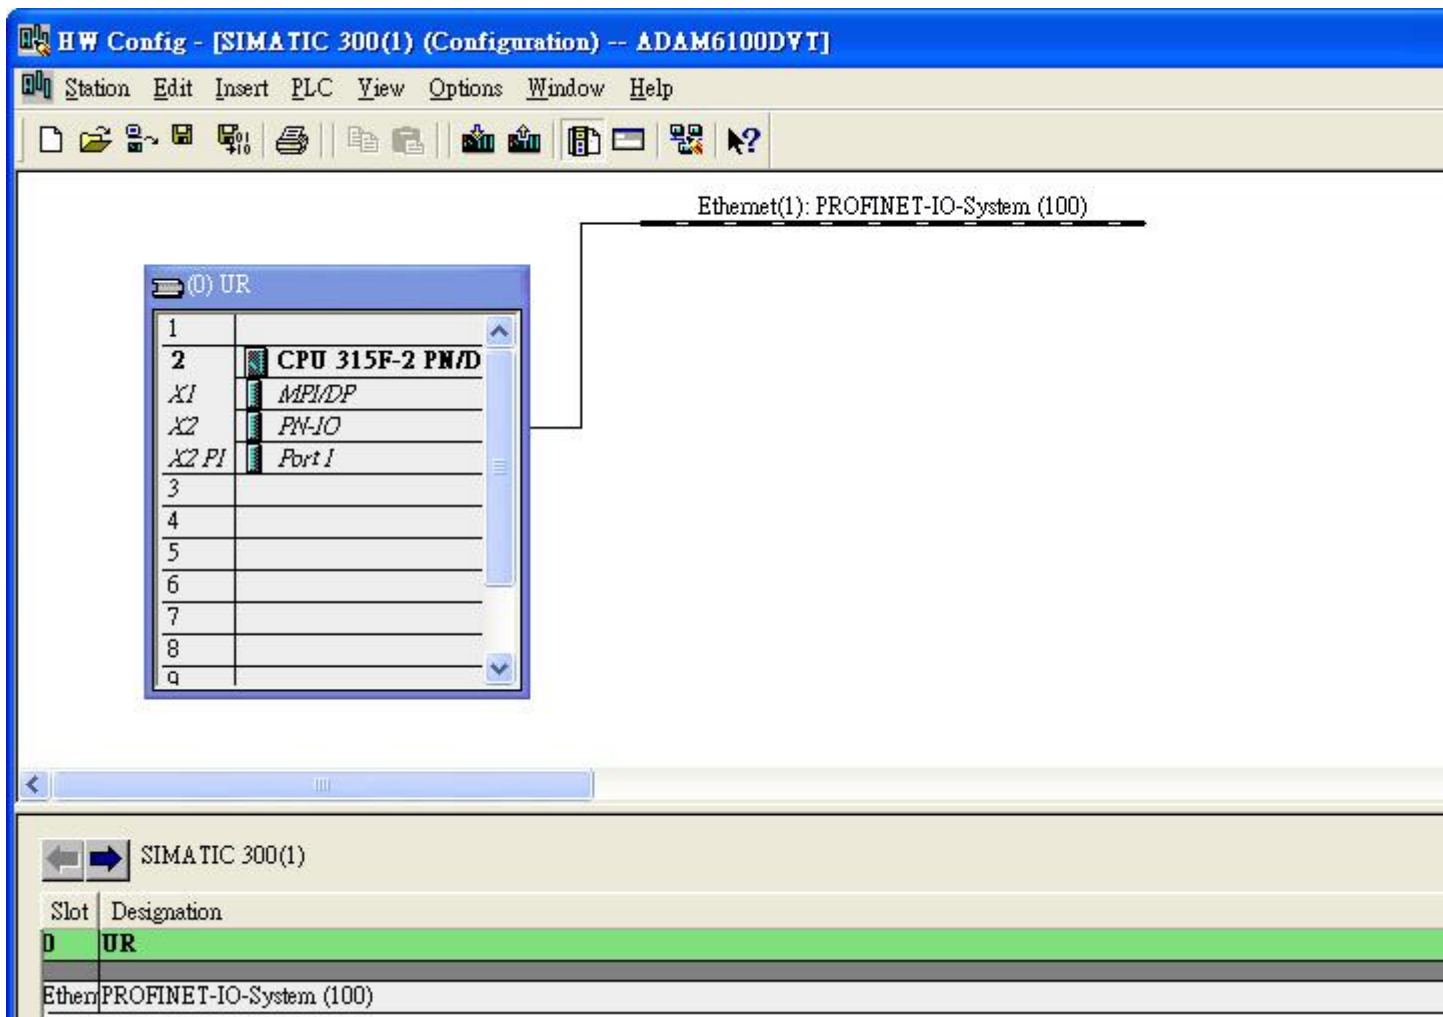 HW Config - [SIMATIC 300(1) (Configuration) -- ADAM6100DVT]
Station Edit Insert PLC View Options Window Help
Ethernet(1): PROFINET-IO-System (100)
(0) UR
1
2 CPU 315F-2 PN/D
X1 MPI/DP
X2 PN-IO
X2 P1 Port 1
3
4
5
6
7
8
9
SIMATIC 300(1)
Slot Designation
0 UR
Ethern PROFINET-IO-System (100)